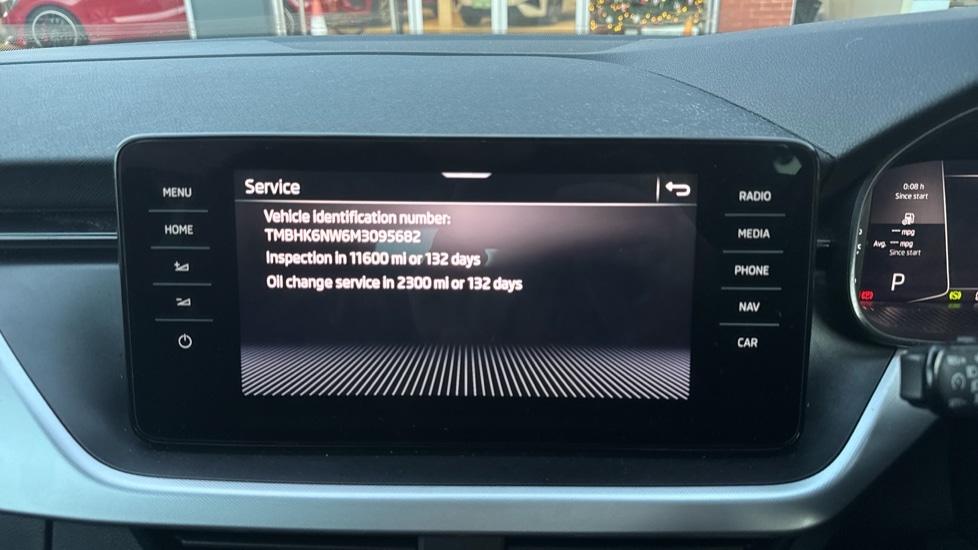 MENU
HOME
Service
Vehicle identification number:
TMBHK6NW6M3095682
Inspection in 11600 mi or 132 days
Oil change service in 2300 mi or 132 days
RADIO
MEDIA
PHONE
NAV
CAR
0:08 h
Since start
--- mpg
Avg. --- mpg
Since start
P